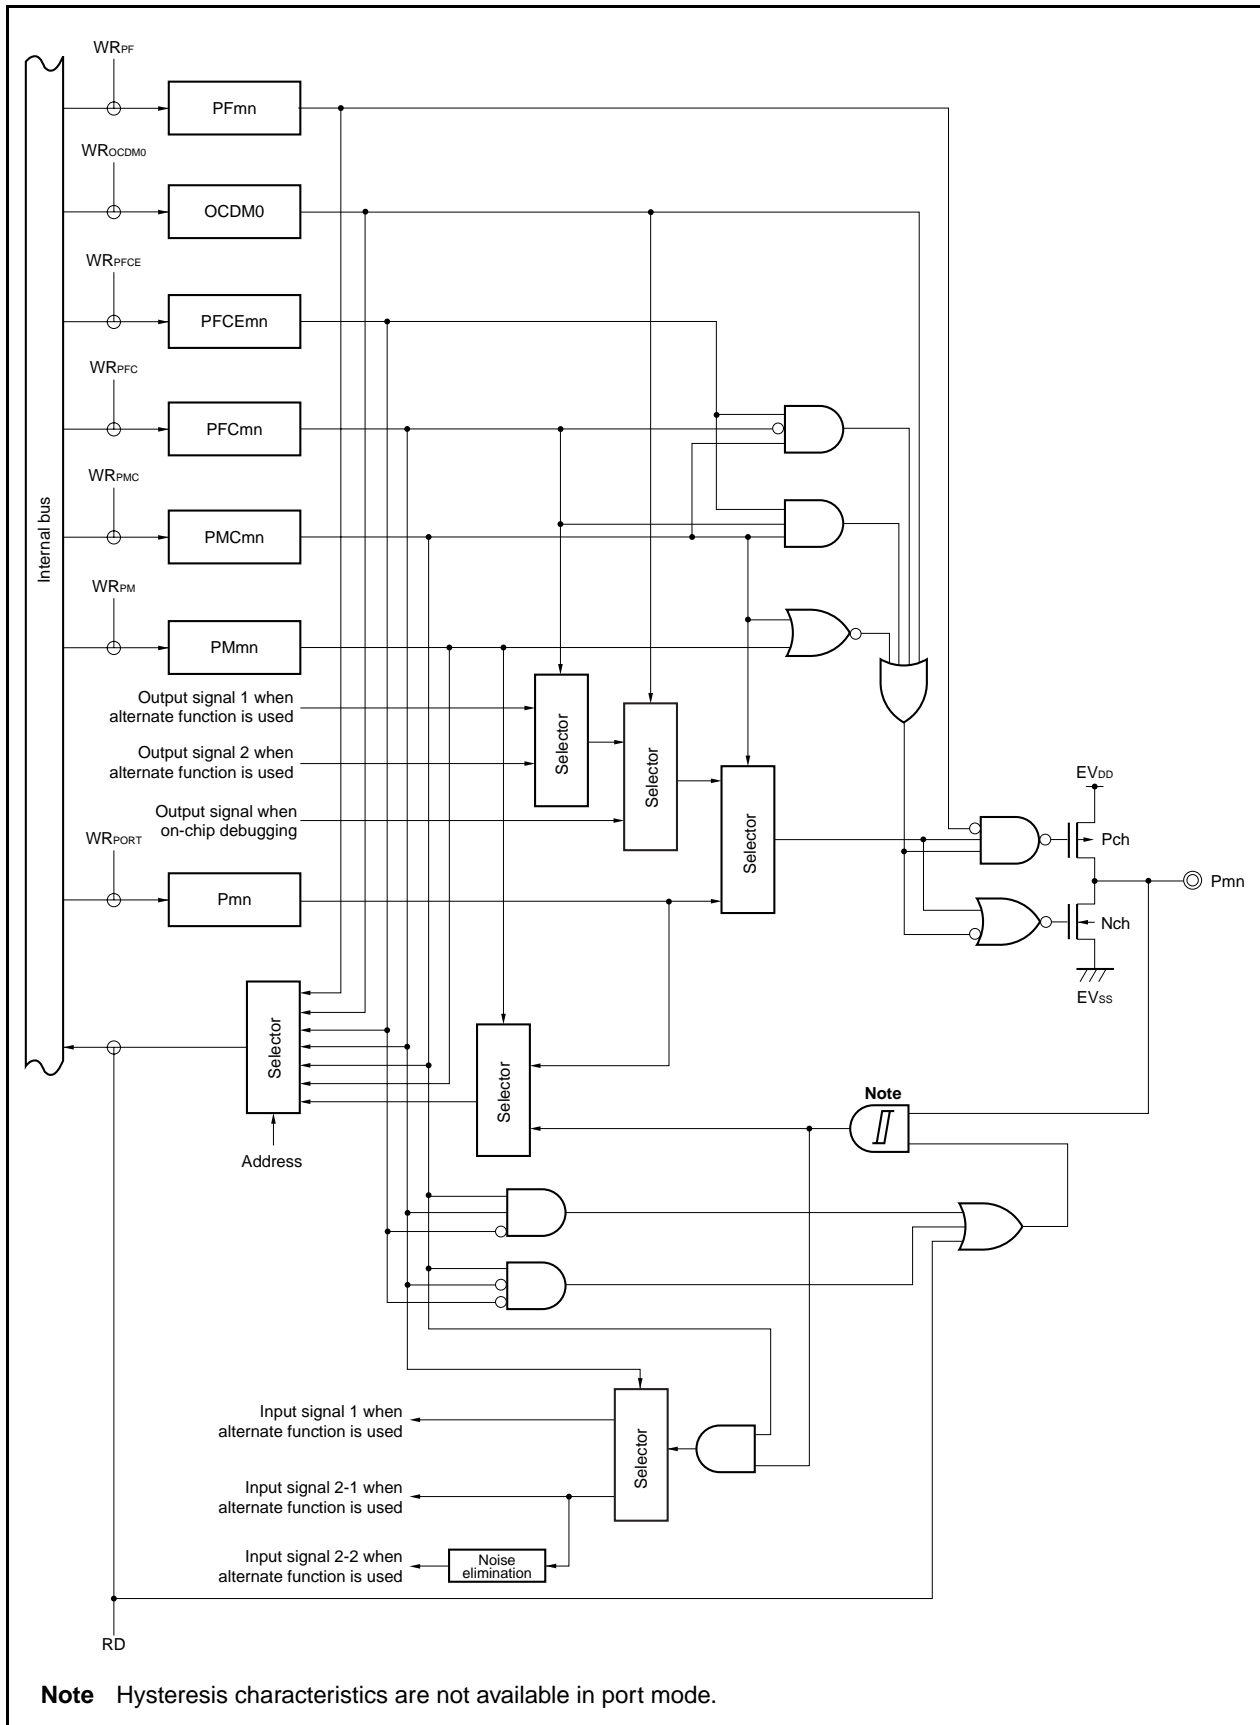 WRPF
PFmn
WROCDM0
OCDM0
WRPFCE
PFCEmn
WRPFC
PFCmn
WRPMC
PMCmn
Internal bus
WRPM
PMmn
Output signal 1 when
alternate function is used
Output signal 2 when
alternate function is used
Output signal when
on-chip debugging
Selector
Selector
Selector
WRPORT
Pmn
EVDD
Pch
Pmn
Nch
EVSS
Selector
Address
Selector
Note
Input signal 1 when
alternate function is used
Input signal 2-1 when
alternate function is used
Input signal 2-2 when
alternate function is used
Selector
Noise
elimination
RD
Note Hysteresis characteristics are not available in port mode.